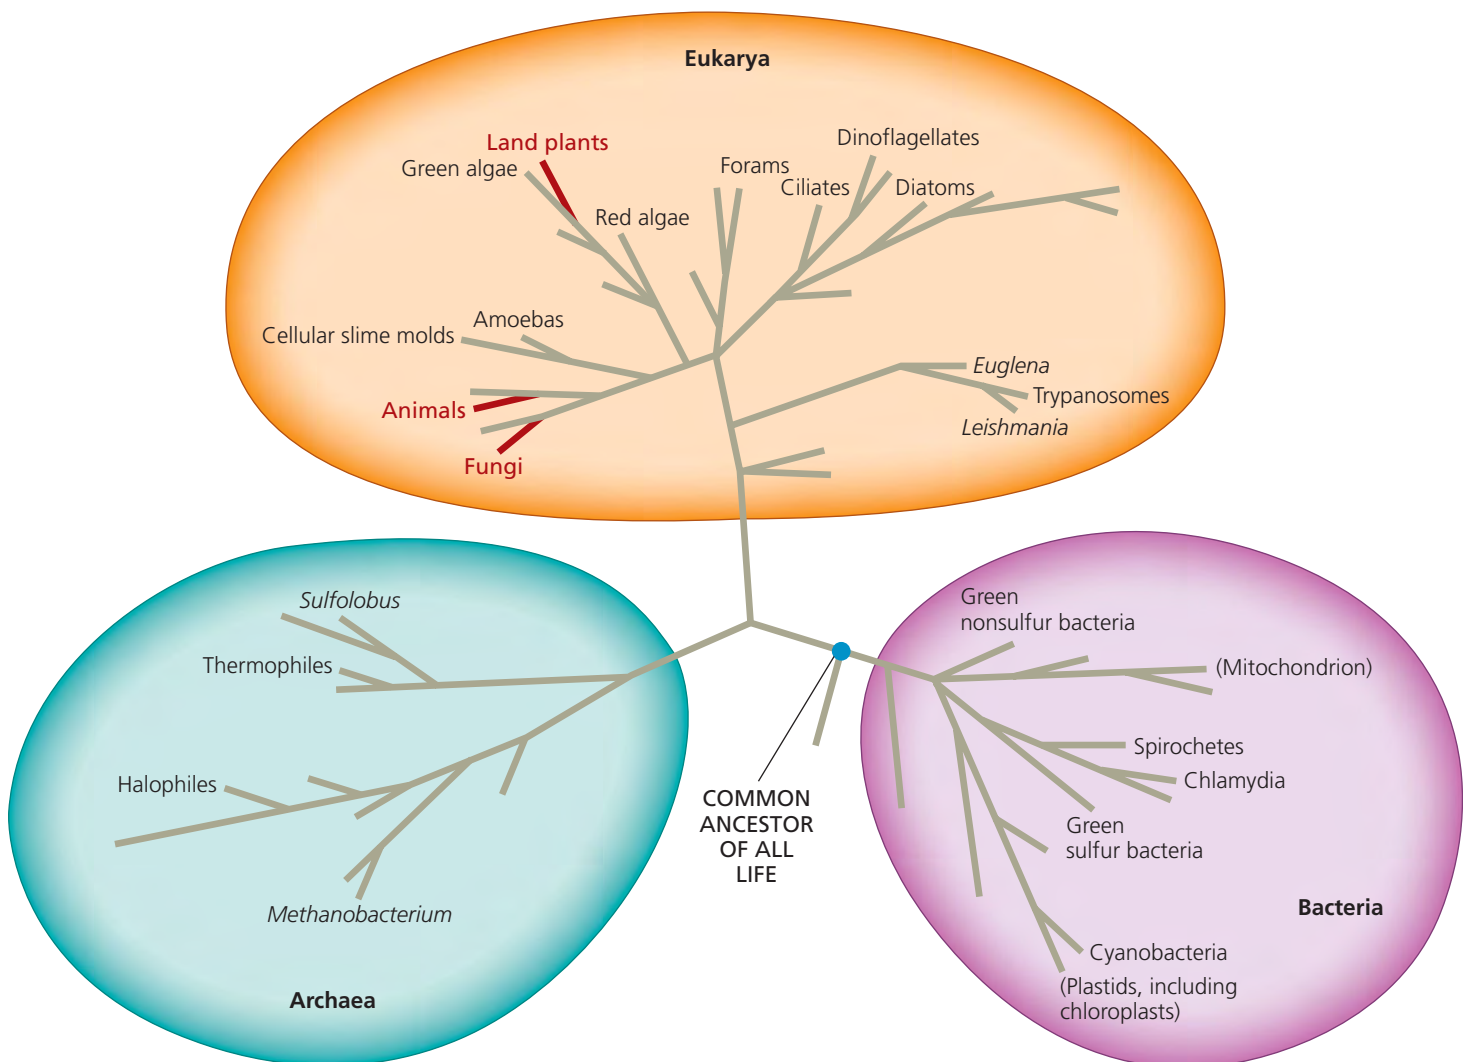 Eukarya
Land plants
Green algae
Red algae
Forams
Dinoflagellates
Ciliates
Diatoms
Amoebas
Cellular slime molds
Animals
Fungi
Euglena
Trypanosomes
Leishmania
Sulfolobus
Thermophiles
Halophiles
Methanobacterium
Archaea
COMMON
ANCESTOR
OF ALL
LIFE
Green
nonsulfur bacteria
(Mitochondrion)
Spirochetes
Chlamydia
Green
sulfur bacteria
Bacteria
Cyanobacteria
(Plastids, including
chloroplasts)